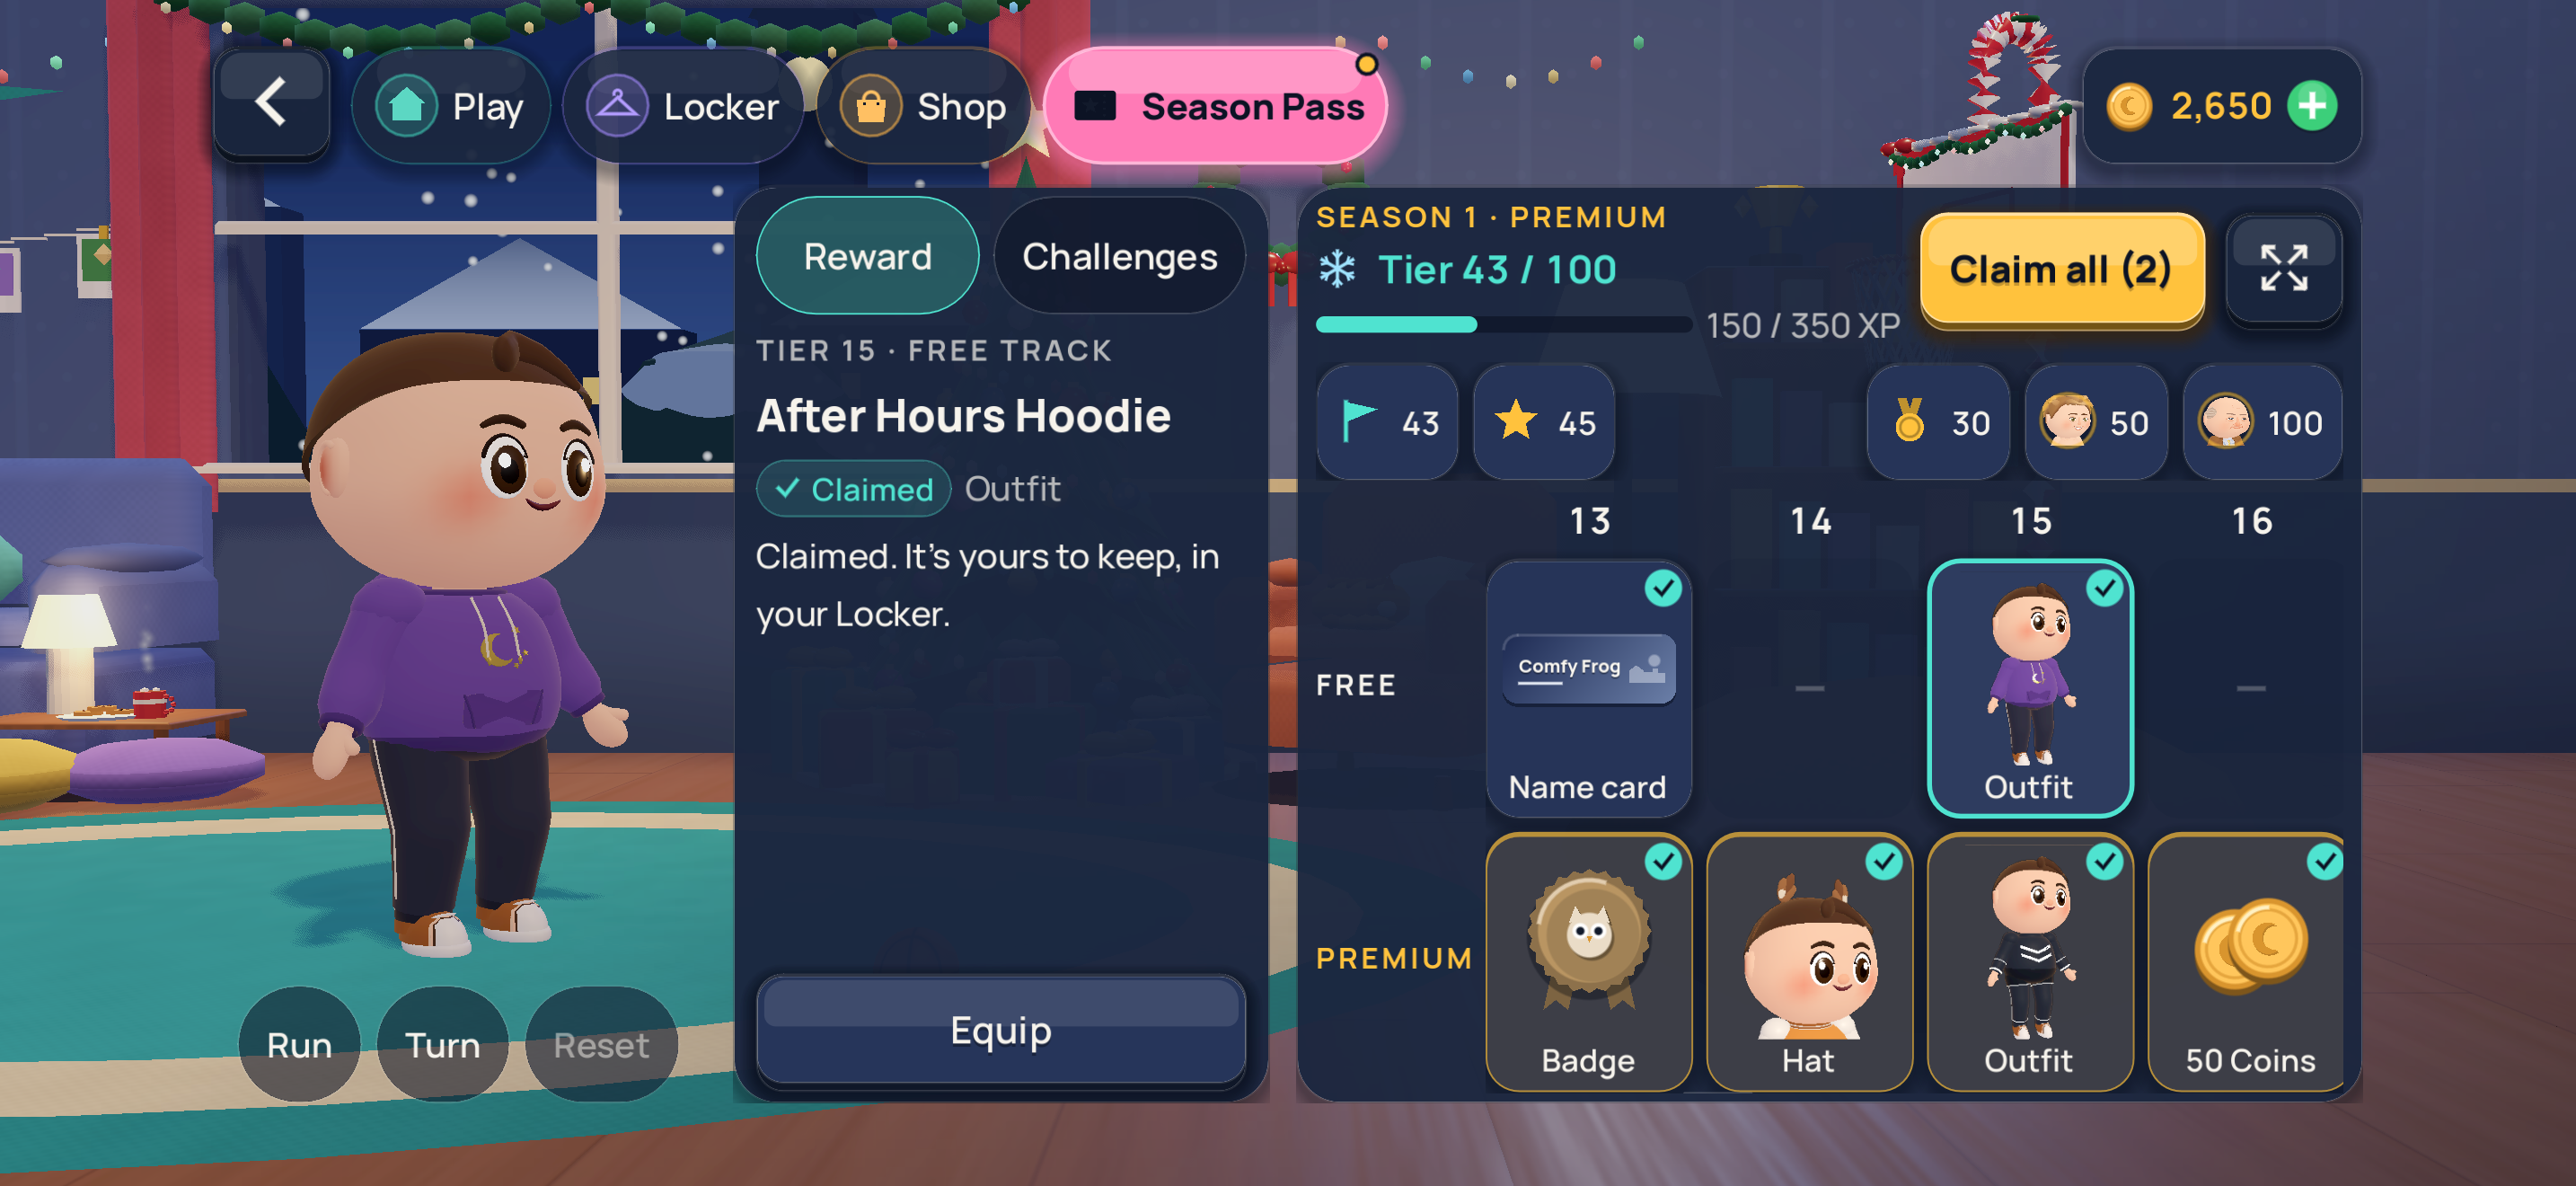 Play
Locker
Shop
Season Pass
2,650
Reward
Challenges
TIER 15 · FREE TRACK
After Hours Hoodie
Claimed
Outfit
Claimed. It's yours to keep, in
your Locker.
Equip
Run
Turn
Reset
SEASON 1 · PREMIUM
Tier 43 / 100
150 / 350 XP
Claim all (2)
43
45
30
50
100
13
14
15
16
FREE
Comfy Frog
Name card
–
Outfit
–
PREMIUM
Badge
Hat
Outfit
50 Coins